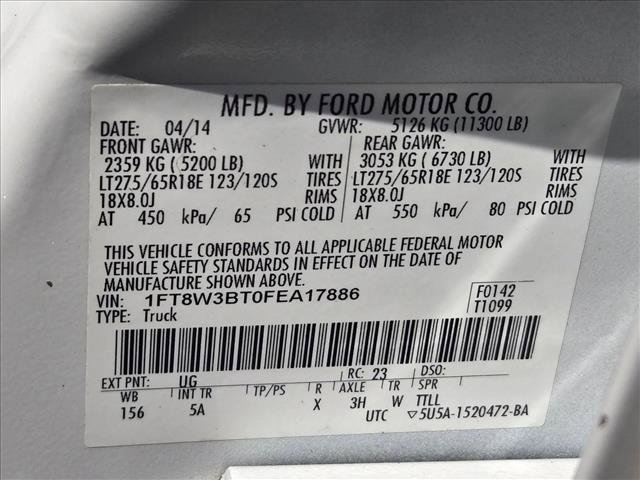 MFD. BY FORD MOTOR CO.
DATE: 04/14 GVWR: 5126 KG (11300 LB)
FRONT GAWR: REAR GAWR:
2359 KG ( 5200 LB) WITH 3053 KG ( 6730 LB) WITH
LT275/65R18E 123/120S TIRES LT275/65R18E 123/120S TIRES
18X8.0J RIMS 18X8.0J RIMS
AT 450 kPa/ 65 PSI COLD AT 550 kPa/ 80 PSI COLD
THIS VEHICLE CONFORMS TO ALL APPLICABLE FEDERAL MOTOR
VEHICLE SAFETY STANDARDS IN EFFECT ON THE DATE OF
MANUFACTURE SHOWN ABOVE.
VIN: 1FT8W3BT0FEA17886 F0142
TYPE: Truck T1099
EXT PNT: UG RC: 23 DSO:
WB INT TR TP/PS R AXLE TR SPR
156 5A X 3H W TTLL
UTC ▽5U5A-1520472-BA